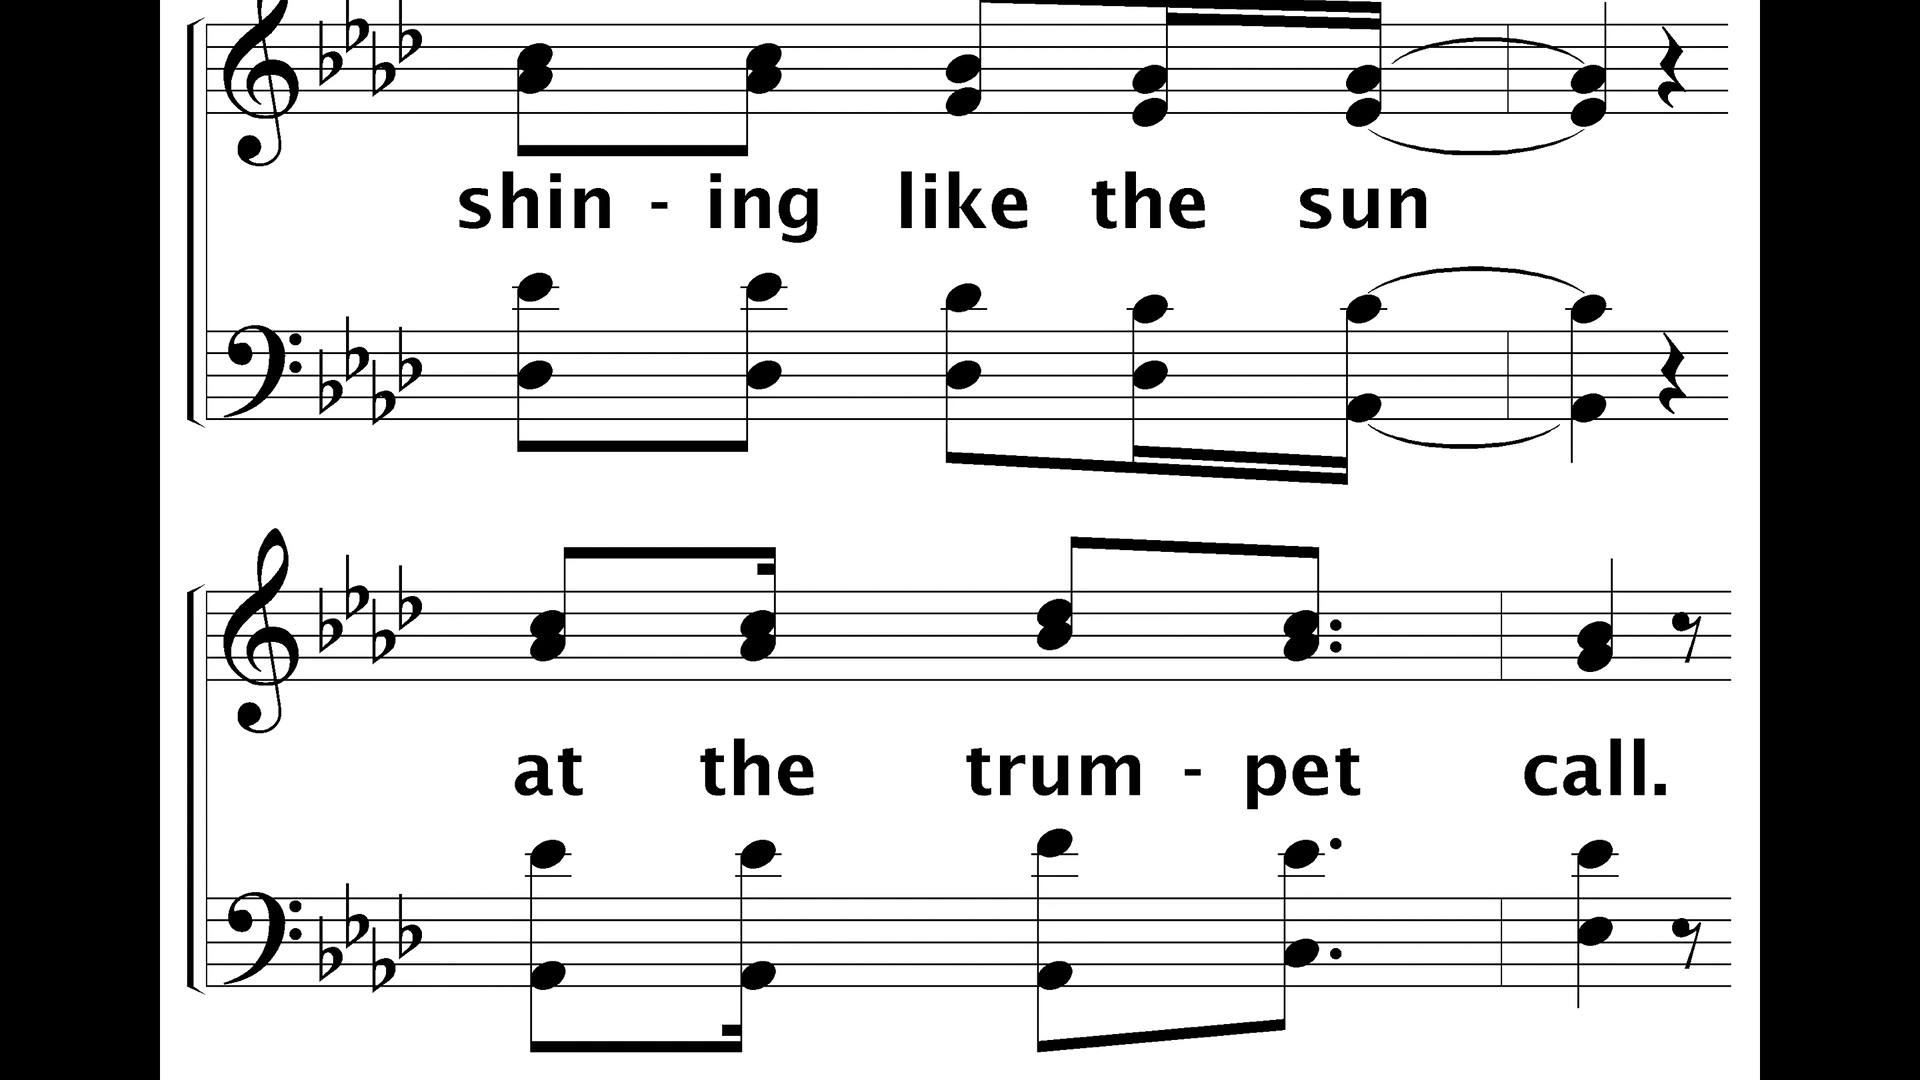 shin - ing like the sun
at the trum - pet call.